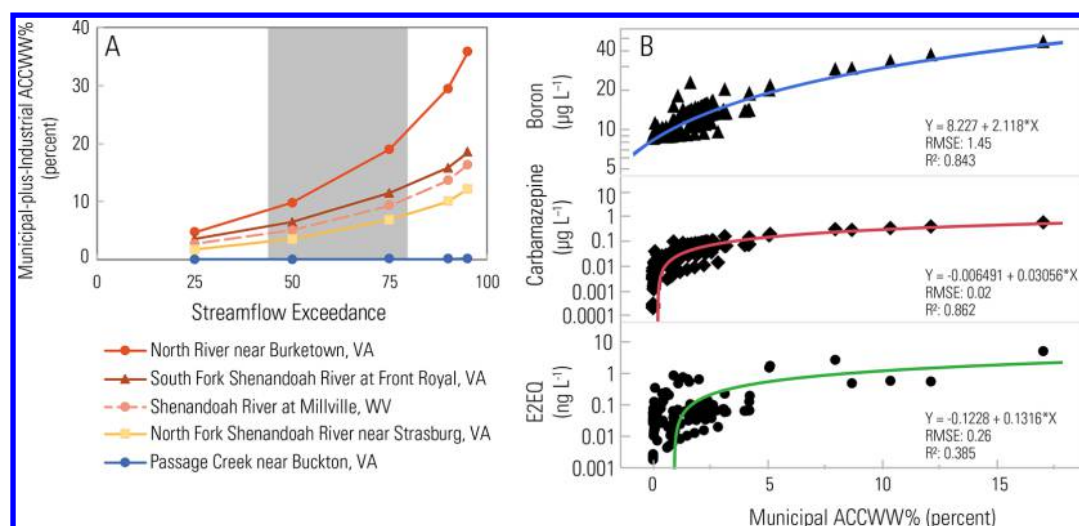 A
Municipal-plus-Industrial ACCWW%
(percent)
40
30
20
10
0
0
25
50
75
100
Streamflow Exceedance
North River near Burketown, VA
South Fork Shenandoah River at Front Royal, VA
Shenandoah River at Millville, WV
North Fork Shenandoah River near Strasburg, VA
Passage Creek near Buckton, VA
B
Boron
(µg L⁻¹)
40
20
10
5
Y = 8.227 + 2.118*X
RMSE: 1.45
R²: 0.843
Carbamazepine
(µg L⁻¹)
1
0.1
0.01
0.001
0.0001
Y = -0.006491 + 0.03056*X
RMSE: 0.02
R²: 0.862
E2EQ
(ng L⁻¹)
10
1
0.1
0.01
0.001
Y = -0.1228 + 0.1316*X
RMSE: 0.26
R²: 0.385
0
5
10
15
Municipal ACCWW% (percent)